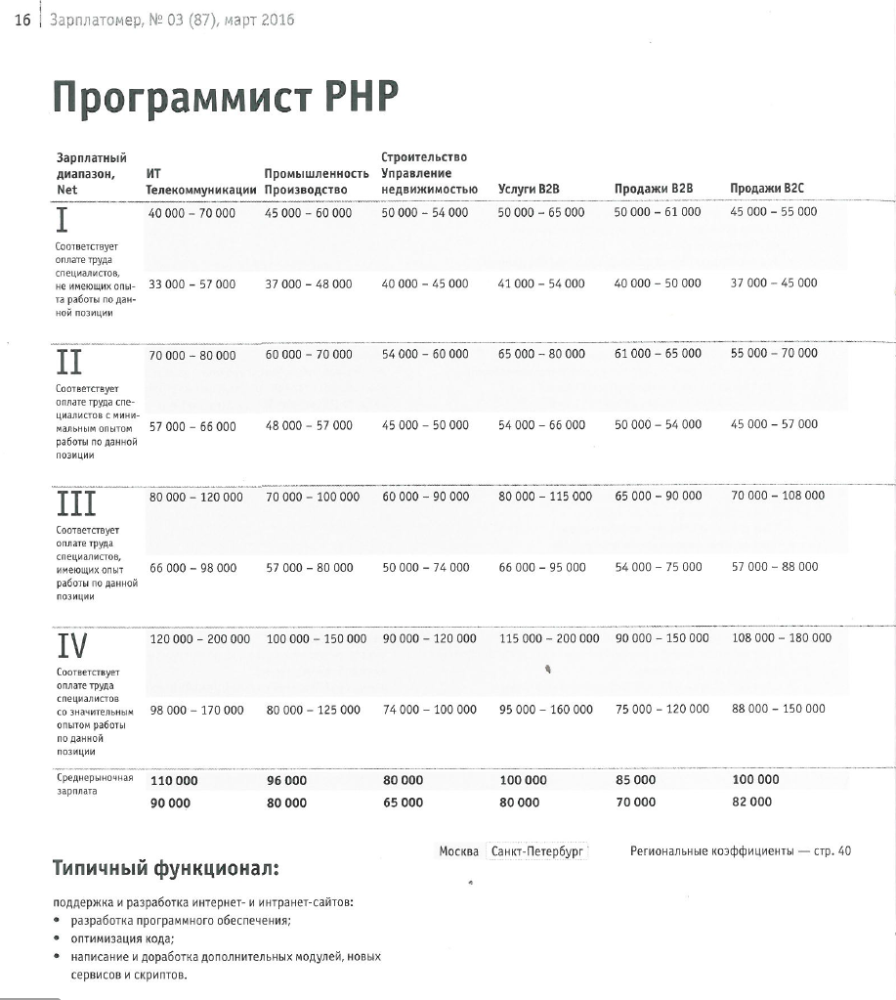 16 | Зарплатомер, № 03 (87), март 2016
Программист PHP
Зарплатный
диапазон,
Net
ИТ
Телекоммуникации
Промышленность
Производство
Строительство
Управление
недвижимостью
Услуги B2B
Продажи B2B
Продажи B2C
I
Соответствует
оплате труда
специалистов,
не имеющих опы-
та работы по дан-
ной позиции
40 000 – 70 000 45 000 – 60 000 50 000 – 54 000 50 000 – 65 000 50 000 – 61 000 45 000 – 55 000
33 000 – 57 000 37 000 – 48 000 40 000 – 45 000 41 000 – 54 000 40 000 – 50 000 37 000 – 45 000
II
Соответствует
оплате труда спе-
циалистов с мини-
мальным опытом
работы по данной
позиции
70 000 – 80 000 60 000 – 70 000 54 000 – 60 000 65 000 – 80 000 61 000 – 65 000 55 000 – 70 000
57 000 – 66 000 48 000 – 57 000 45 000 – 50 000 54 000 – 66 000 50 000 – 54 000 45 000 – 57 000
III
Соответствует
оплате труда
специалистов,
имеющих опыт
работы по данной
позиции
80 000 – 120 000 70 000 – 100 000 60 000 – 90 000 80 000 – 115 000 65 000 – 90 000 70 000 – 108 000
66 000 – 98 000 57 000 – 80 000 50 000 – 74 000 66 000 – 95 000 54 000 – 75 000 57 000 – 88 000
IV
Соответствует
оплате труда
специалистов
со значительным
опытом работы
по данной
позиции
120 000 – 200 000 100 000 – 150 000 90 000 – 120 000 115 000 – 200 000 90 000 – 150 000 108 000 – 180 000
98 000 – 170 000 80 000 – 125 000 74 000 – 100 000 95 000 – 160 000 75 000 – 120 000 88 000 – 150 000
Среднерыночная
зарплата
110 000 96 000 80 000 100 000 85 000 100 000
90 000 80 000 65 000 80 000 70 000 82 000
Москва Санкт-Петербург Региональные коэффициенты — стр. 40
Типичный функционал:
поддержка и разработка интернет- и интранет-сайтов:
• разработка программного обеспечения;
• оптимизация кода;
• написание и доработка дополнительных модулей, новых
сервисов и скриптов.